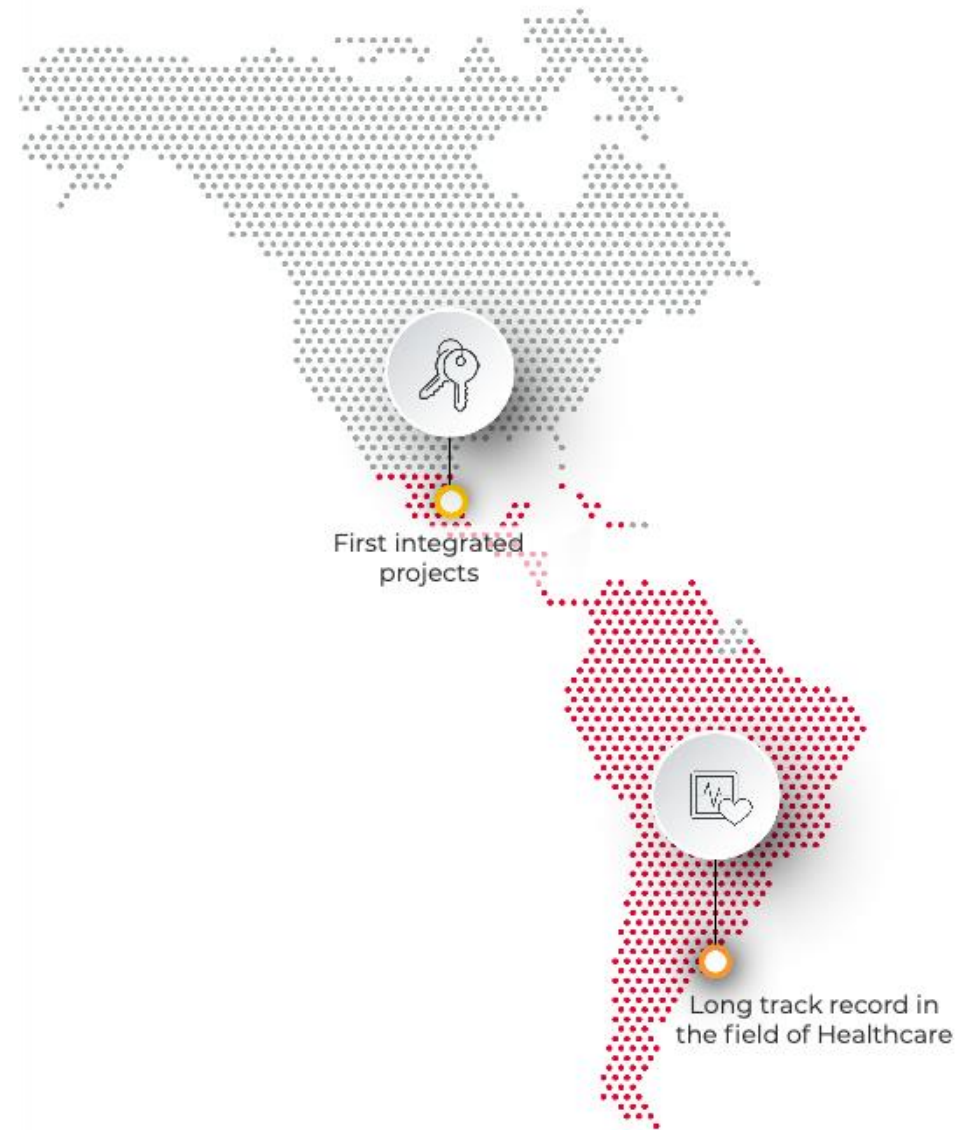 First integrated
projects
Long track record in
the field of Healthcare